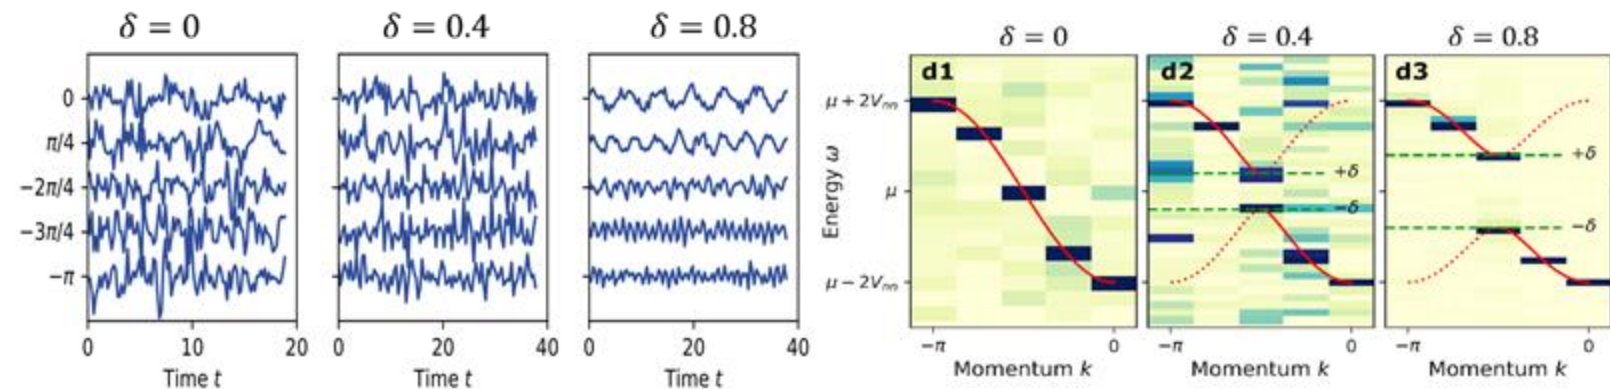 δ = 0
δ = 0.4
δ = 0.8
0
π/4
−2π/4
−3π/4
−π
0 10 20
0 20 40
0 20 40
Time t
Time t
Time t
δ = 0
δ = 0.4
δ = 0.8
d1
d2
d3
Energy ω
μ + 2Vnn
μ
μ − 2Vnn
+δ
−δ
+δ
−δ
−π 0
−π 0
−π 0
Momentum k
Momentum k
Momentum k